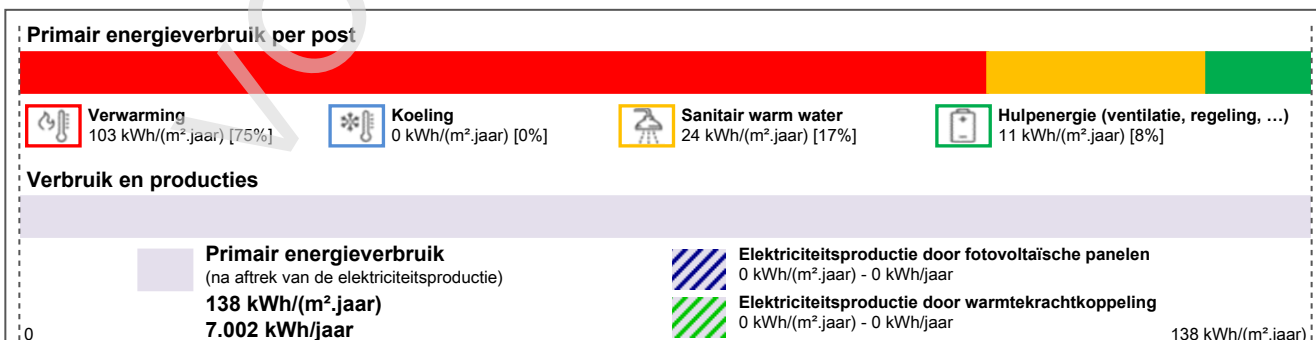 Primair energieverbruik per post
Verwarming
103 kWh/(m².jaar) [75%]
Koeling
0 kWh/(m².jaar) [0%]
Sanitair warm water
24 kWh/(m².jaar) [17%]
Hulpenergie (ventilatie, regeling, …)
11 kWh/(m².jaar) [8%]
Verbruik en producties
Primair energieverbruik
(na aftrek van de elektriciteitsproductie)
138 kWh/(m².jaar)
7.002 kWh/jaar
Elektriciteitsproductie door fotovoltaïsche panelen
0 kWh/(m².jaar) - 0 kWh/jaar
Elektriciteitsproductie door warmtekrachtkoppeling
0 kWh/(m².jaar) - 0 kWh/jaar
0
138 kWh/(m².jaar)